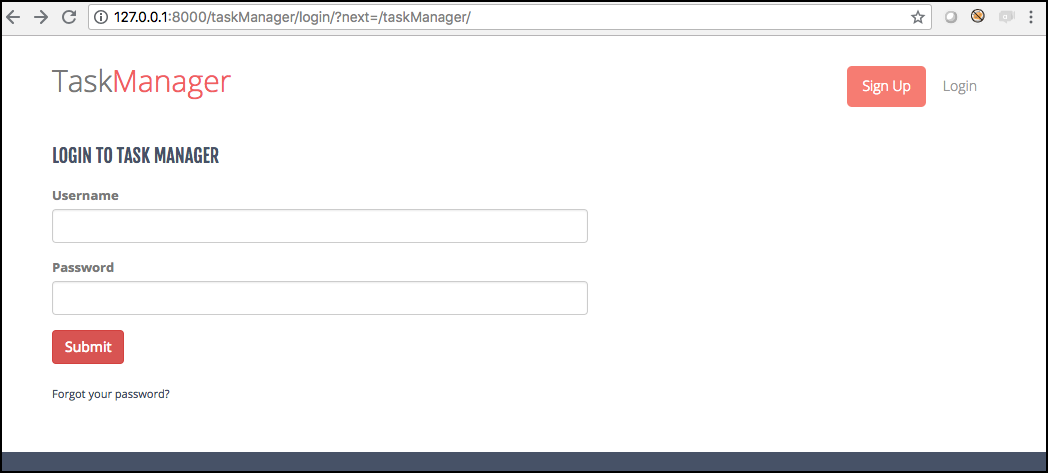 127.0.0.1:8000/taskManager/login/?next=/taskManager/
TaskManager
Sign Up
Login
LOGIN TO TASK MANAGER
Username
Password
Submit
Forgot your password?